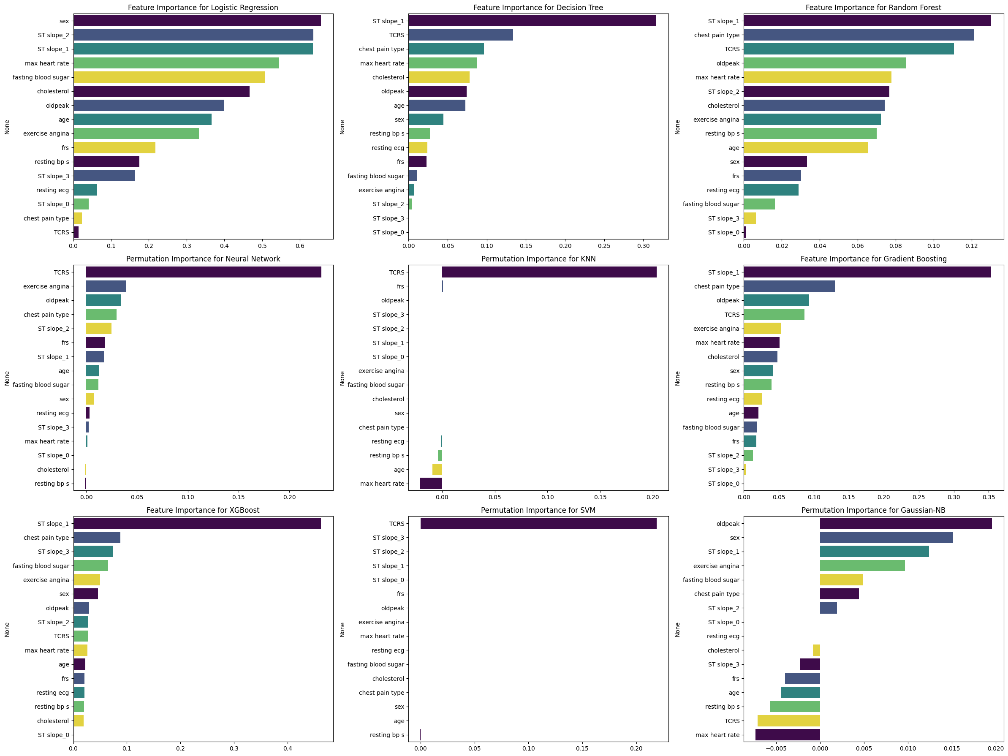 Feature Importance for Logistic Regression
None
sex
ST slope_2
ST slope_1
max heart rate
fasting blood sugar
cholesterol
oldpeak
age
exercise angina
frs
resting bp s
ST slope_3
resting ecg
ST slope_0
chest pain type
TCRS
0.0 0.1 0.2 0.3 0.4 0.5 0.6
Feature Importance for Decision Tree
None
ST slope_1
TCRS
chest pain type
max heart rate
cholesterol
oldpeak
age
sex
resting bp s
resting ecg
frs
fasting blood sugar
exercise angina
ST slope_2
ST slope_3
ST slope_0
0.00 0.05 0.10 0.15 0.20 0.25 0.30
Feature Importance for Random Forest
None
ST slope_1
chest pain type
TCRS
oldpeak
max heart rate
ST slope_2
cholesterol
exercise angina
resting bp s
age
sex
frs
resting ecg
fasting blood sugar
ST slope_3
ST slope_0
0.00 0.02 0.04 0.06 0.08 0.10 0.12
Permutation Importance for Neural Network
None
TCRS
exercise angina
oldpeak
chest pain type
ST slope_2
frs
ST slope_1
age
fasting blood sugar
sex
resting ecg
ST slope_3
max heart rate
ST slope_0
cholesterol
resting bp s
0.00 0.05 0.10 0.15 0.20
Permutation Importance for KNN
None
TCRS
frs
oldpeak
ST slope_3
ST slope_2
ST slope_1
ST slope_0
exercise angina
fasting blood sugar
cholesterol
sex
chest pain type
resting ecg
resting bp s
age
max heart rate
0.00 0.05 0.10 0.15 0.20
Feature Importance for Gradient Boosting
None
ST slope_1
chest pain type
oldpeak
TCRS
exercise angina
max heart rate
cholesterol
sex
resting bp s
resting ecg
age
fasting blood sugar
frs
ST slope_2
ST slope_3
ST slope_0
0.00 0.05 0.10 0.15 0.20 0.25 0.30 0.35
Feature Importance for XGBoost
None
ST slope_1
chest pain type
ST slope_3
fasting blood sugar
exercise angina
sex
oldpeak
ST slope_2
TCRS
max heart rate
age
frs
resting ecg
resting bp s
cholesterol
ST slope_0
0.0 0.1 0.2 0.3 0.4
Permutation Importance for SVM
None
TCRS
ST slope_3
ST slope_2
ST slope_1
ST slope_0
frs
oldpeak
exercise angina
max heart rate
resting ecg
fasting blood sugar
cholesterol
chest pain type
sex
age
resting bp s
0.00 0.05 0.10 0.15 0.20
Permutation Importance for Gaussian-NB
None
oldpeak
sex
ST slope_1
exercise angina
fasting blood sugar
chest pain type
ST slope_2
ST slope_0
resting ecg
cholesterol
ST slope_3
frs
age
resting bp s
TCRS
max heart rate
−0.005 0.000 0.005 0.010 0.015 0.020